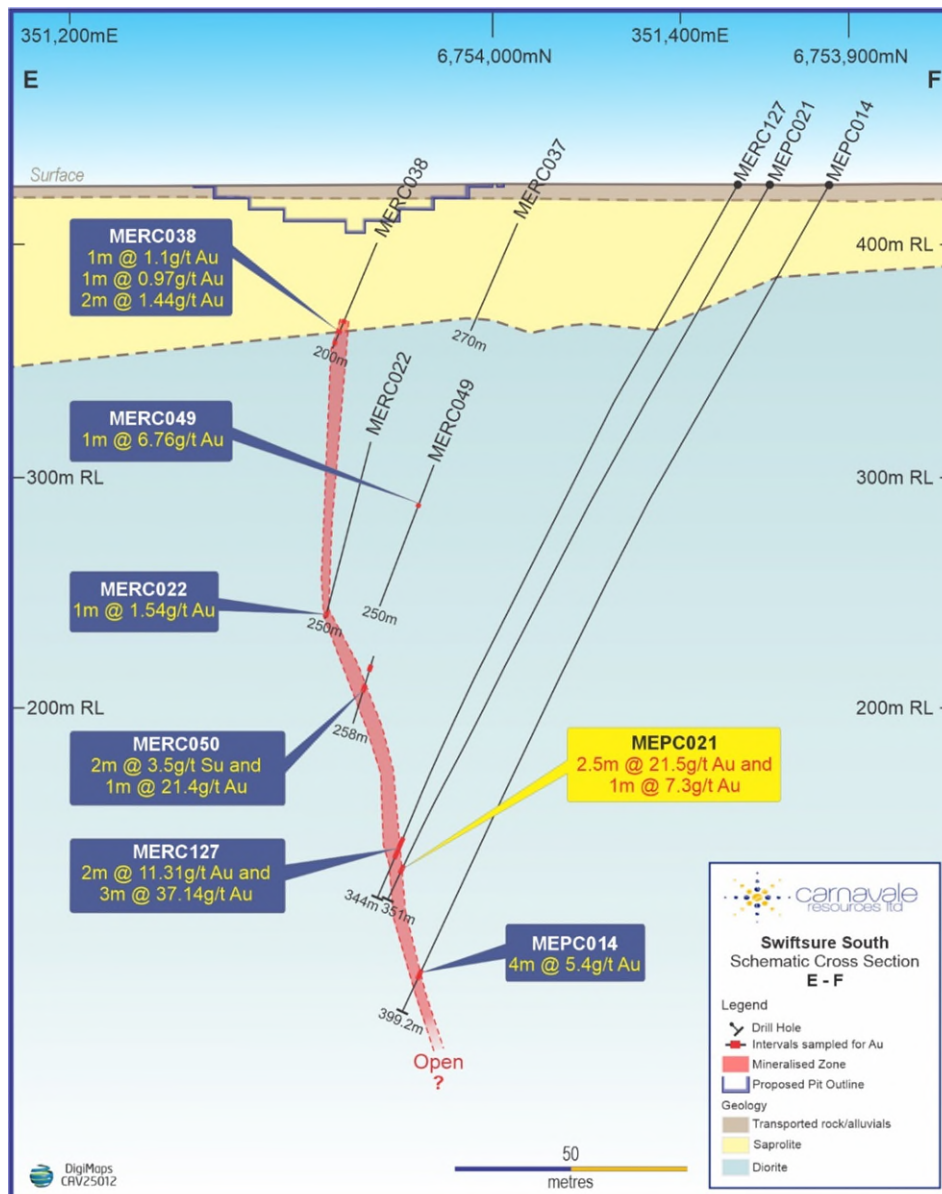 351,200mE
6,754,000mN
351,400mE
6,753,900mN
E
F
MERC127
MEPC021
MEPC014
Surface
MERC038
MERC037
MERC038
1m @ 1.1g/t Au
1m @ 0.97g/t Au
2m @ 1.44g/t Au
400m RL
200m
270m
MERC022
MERC049
MERC049
1m @ 6.76g/t Au
300m RL
300m RL
MERC022
1m @ 1.54g/t Au
250m
250m
200m RL
200m RL
258m
MERC050
2m @ 3.5g/t Su and
1m @ 21.4g/t Au
MEPC021
2.5m @ 21.5g/t Au and
1m @ 7.3g/t Au
MERC127
2m @ 11.31g/t Au and
3m @ 37.14g/t Au
344m
351m
MEPC014
4m @ 5.4g/t Au
399.2m
Open
?
carnavale
resources ltd
Swiftsure South
Schematic Cross Section
E - F
Legend
Drill Hole
Intervals sampled for Au
Mineralised Zone
Proposed Pit Outline
Geology
Transported rock/alluvials
Saprolite
Diorite
50
metres
DigiMaps
CAV25012